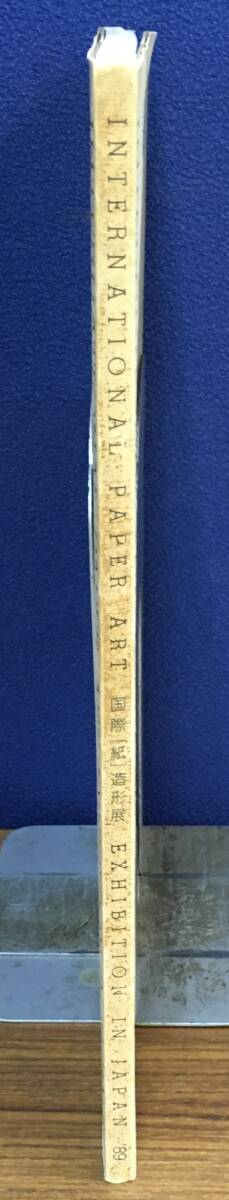 INTERNATIONAL PAPER ART 国際[紙]造形展 EXHIBITION IN JAPAN '89